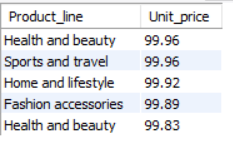 Product_line Unit_price
Health and beauty 99.96
Sports and travel 99.96
Home and lifestyle 99.92
Fashion accessories 99.89
Health and beauty 99.83